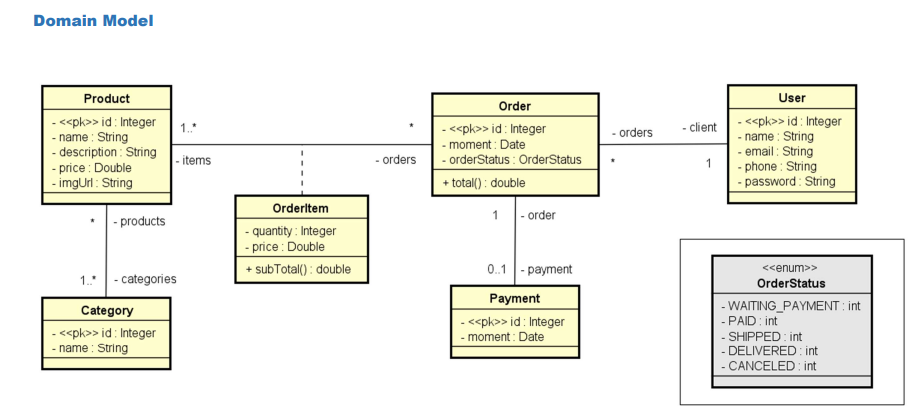 Domain Model
Product
- <<pk>> id : Integer
- name : String
- description : String
- price : Double
- imgUrl : String
1..*
- items
*
- orders
Order
- <<pk>> id : Integer
- moment : Date
- orderStatus : OrderStatus
+ total() : double
- orders
*
- client
1
User
- <<pk>> id : Integer
- name : String
- email : String
- phone : String
- password : String
OrderItem
- quantity : Integer
- price : Double
+ subTotal() : double
* - products
1..* - categories
Category
- <<pk>> id : Integer
- name : String
1 - order
0..1 - payment
Payment
- <<pk>> id : Integer
- moment : Date
<<enum>>
OrderStatus
- WAITING_PAYMENT : int
- PAID : int
- SHIPPED : int
- DELIVERED : int
- CANCELED : int